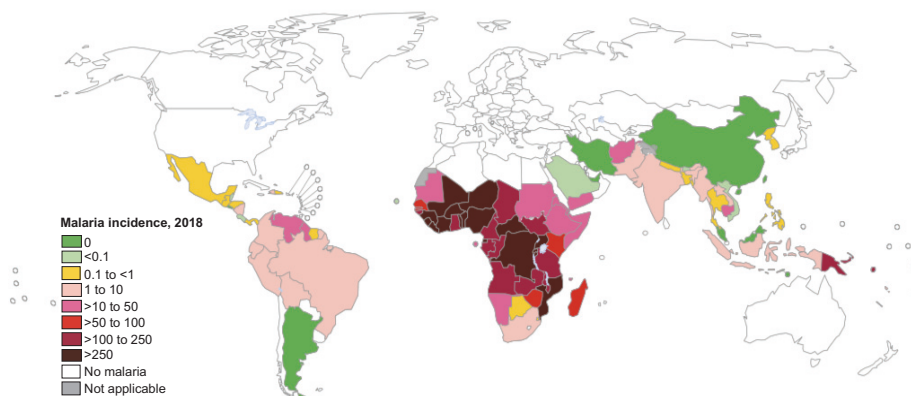 Malaria incidence, 2018
0
<0.1
0.1 to <1
1 to 10
>10 to 50
>50 to 100
>100 to 250
>250
No malaria
Not applicable